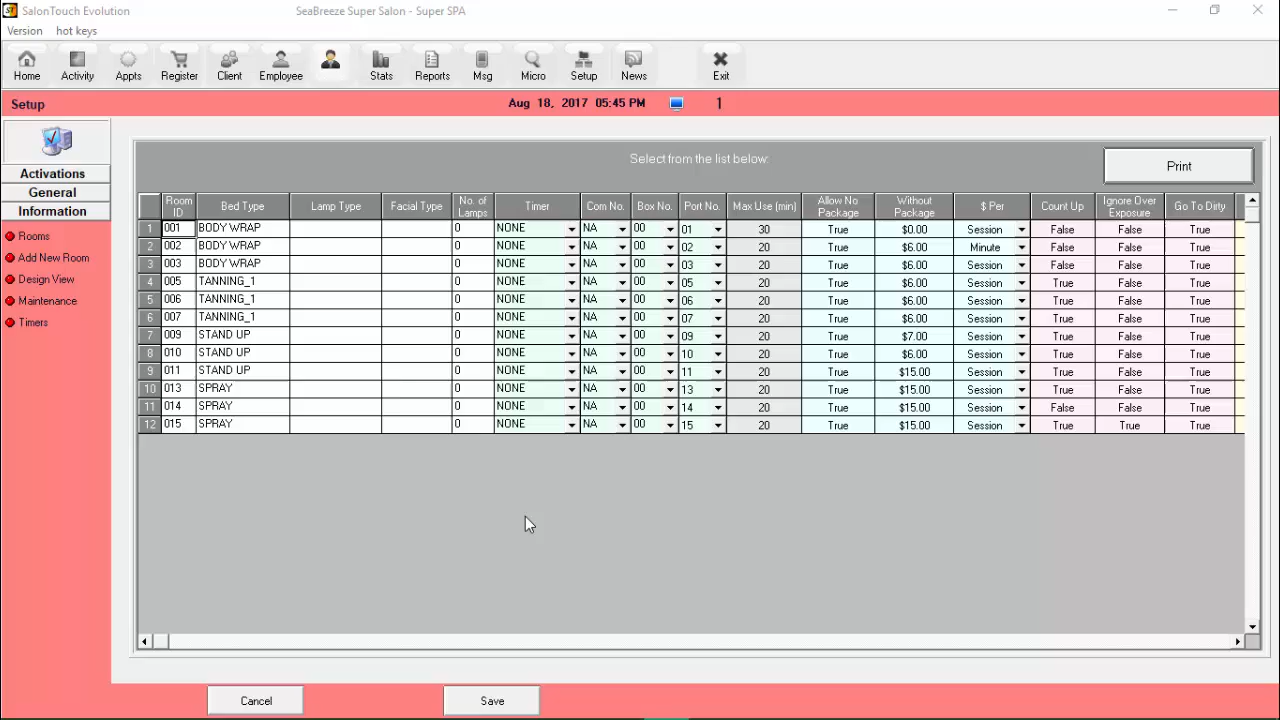 SalonTouch Evolution SeaBreeze Super Salon - Super SPA
Version hot keys
Home Activity Appts Register Client Employee Stats Reports Msg Micro Setup News Exit
Setup Aug 18, 2017 05:45 PM 1
Activations
General
Information
Rooms
Add New Room
Design View
Maintenance
Timers
Select from the list below:
Print
Room ID Bed Type Lamp Type Facial Type No. of Lamps Timer Com No. Box No. Port No. Max Use (min) Allow No Package Without Package $ Per Count Up Ignore Over Exposure Go To Dirty
1 001 BODY WRAP 0 NONE NA 00 01 30 True $0.00 Session False False True
2 002 BODY WRAP 0 NONE NA 00 02 20 True $6.00 Minute False False True
3 003 BODY WRAP 0 NONE NA 00 03 20 True $6.00 Session False False True
4 005 TANNING_1 0 NONE NA 00 05 20 True $6.00 Session True False True
5 006 TANNING_1 0 NONE NA 00 06 20 True $6.00 Session True False True
6 007 TANNING_1 0 NONE NA 00 07 20 True $6.00 Session True False True
7 009 STAND UP 0 NONE NA 00 09 20 True $7.00 Session True False True
8 010 STAND UP 0 NONE NA 00 10 20 True $6.00 Session True False True
9 011 STAND UP 0 NONE NA 00 11 20 True $15.00 Session True False True
10 013 SPRAY 0 NONE NA 00 13 20 True $15.00 Session True False True
11 014 SPRAY 0 NONE NA 00 14 20 True $15.00 Session False False True
12 015 SPRAY 0 NONE NA 00 15 20 True $15.00 Session True True True
Cancel Save